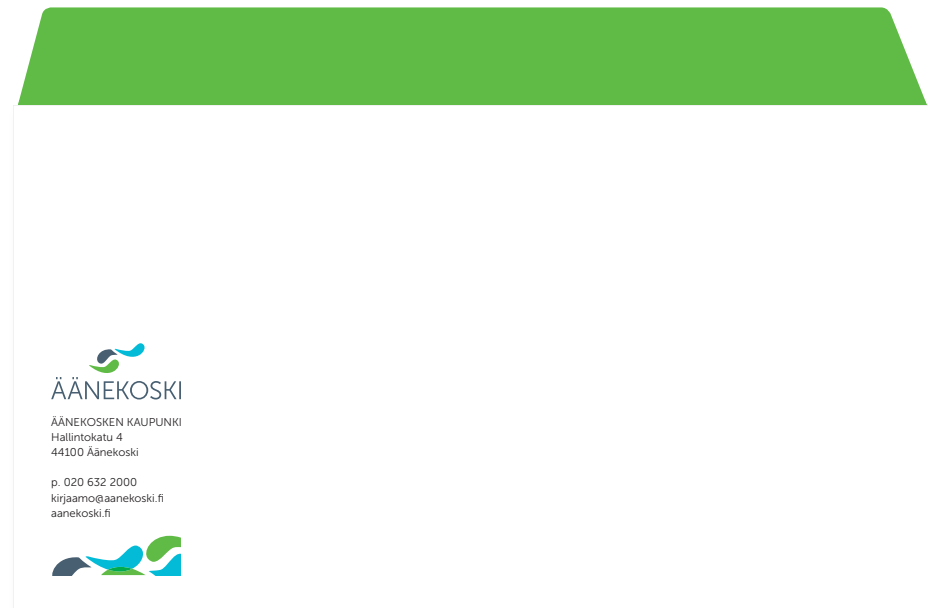 ÄÄNEKOSKI
ÄÄNEKOSKEN KAUPUNKI
Hallintokatu 4
44100 Äänekoski
p. 020 632 2000
kirjaamo@aanekoski.fi
aanekoski.fi